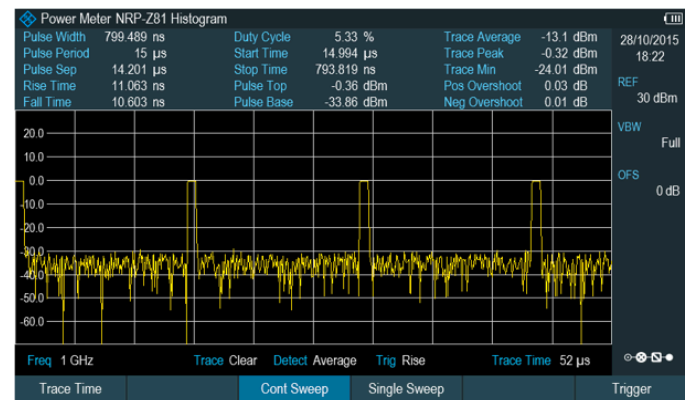 Power Meter NRP-Z81 Histogram
Pulse Width 799.489 ns Duty Cycle 5.33 % Trace Average -13.1 dBm 28/10/2015
Pulse Period 15 µs Start Time 14.994 µs Trace Peak -0.32 dBm 18:22
Pulse Sep 14.201 µs Stop Time 793.819 ns Trace Min -24.01 dBm
Rise Time 11.063 ns Pulse Top -0.36 dBm Pos Overshoot 0.03 dB REF
Fall Time 10.603 ns Pulse Base -33.86 dBm Neg Overshoot 0.01 dB 30 dBm
20.0 VBW
Full
10.0
0.0 OFS
0 dB
-10.0
-20.0
-30.0
-40.0
-50.0
-60.0
Freq 1 GHz Trace Clear Detect Average Trig Rise Trace Time 52 µs
Trace Time Cont Sweep Single Sweep Trigger